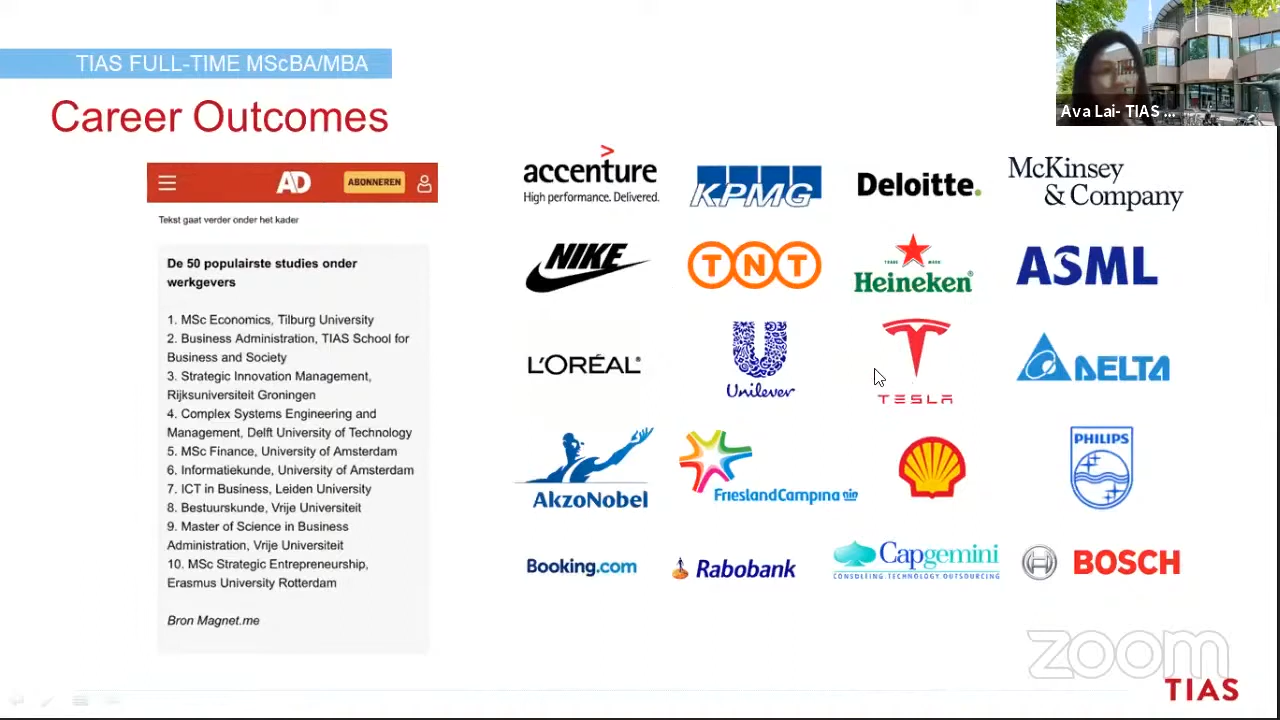 TIAS FULL-TIME MScBA/MBA
Career Outcomes
Ava Lai- TIAS ...
AD
ABONNEREN
Tekst gaat verder onder het kader
De 50 populairste studies onder
werkgevers
1. MSc Economics, Tilburg University
2. Business Administration, TIAS School for
Business and Society
3. Strategic Innovation Management,
Rijksuniversiteit Groningen
4. Complex Systems Engineering and
Management, Delft University of Technology
5. MSc Finance, University of Amsterdam
6. Informatiekunde, University of Amsterdam
7. ICT in Business, Leiden University
8. Bestuurskunde, Vrije Universiteit
9. Master of Science in Business
Administration, Vrije Universiteit
10. MSc Strategic Entrepreneurship,
Erasmus University Rotterdam
Bron Magnet.me
accenture
High performance. Delivered.
KPMG
Deloitte.
McKinsey
& Company
NIKE
TNT
TRADE MARK
Heineken®
ASML
L'ORÉAL
Unilever
TESLA
DELTA
AkzoNobel
FrieslandCampina
PHILIPS
Booking.com
Rabobank
Capgemini
CONSULTING.TECHNOLOGY.OUTSOURCING
BOSCH
zoom
TIAS